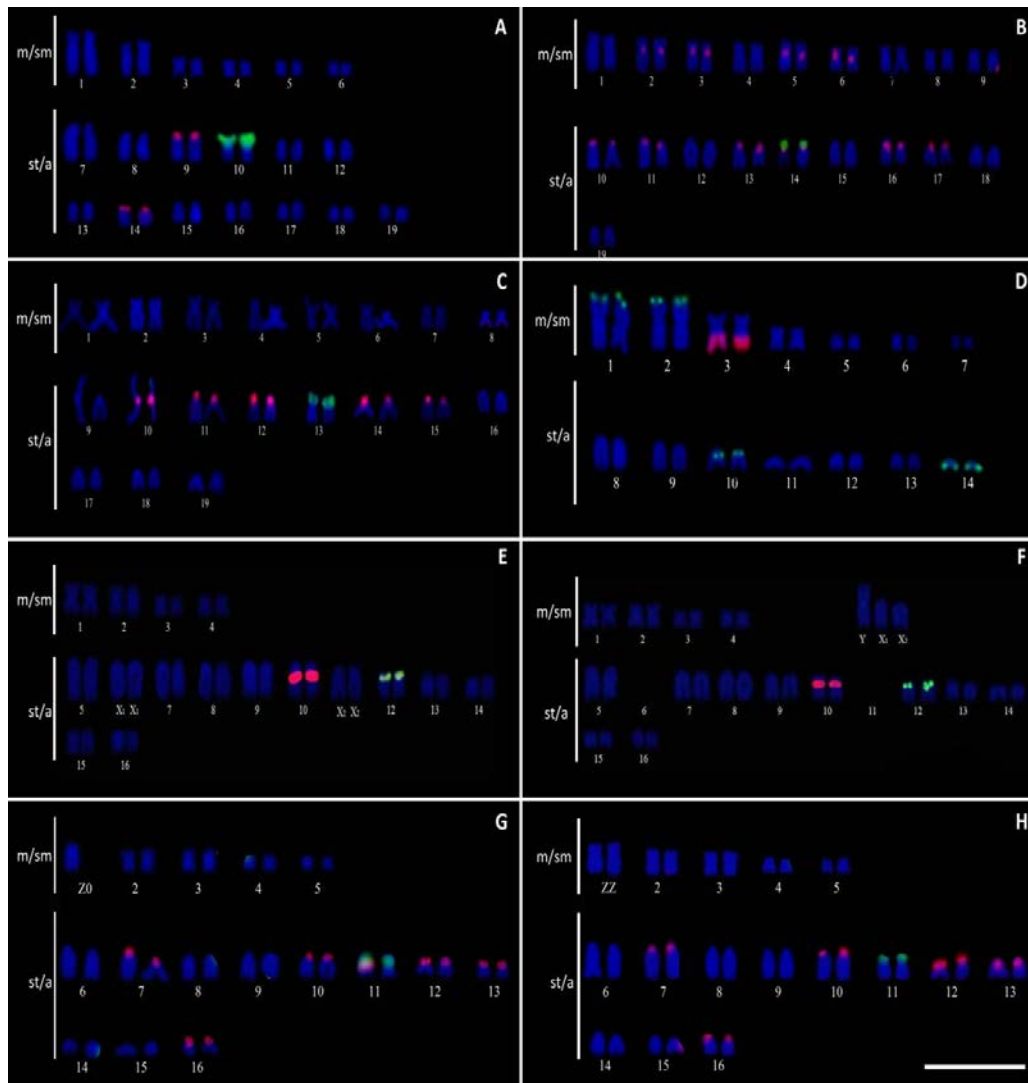 A
m/sm
1 2 3 4 5 6
st/a
7 8 9 10 11 12
13 14 15 16 17 18 19
B
m/sm
1 2 3 4 5 6 7 8 9
st/a
10 11 12 13 14 15 16 17 18
19
C
m/sm
1 2 3 4 5 6 7 8
st/a
9 10 11 12 13 14 15 16
17 18 19
D
m/sm
1 2 3 4 5 6 7
st/a
8 9 10 11 12 13 14
E
m/sm
1 2 3 4
st/a
5 X₁ X₁ 7 8 9 10 X₂ X₂ 12 13 14
15 16
F
m/sm
1 2 3 4 Y X₁ X₂
st/a
5 6 7 8 9 10 11 12 13 14
15 16
G
m/sm
Z0 2 3 4 5
st/a
6 7 8 9 10 11 12 13
14 15 16
H
m/sm
ZZ 2 3 4 5
st/a
6 7 8 9 10 11 12 13
14 15 16